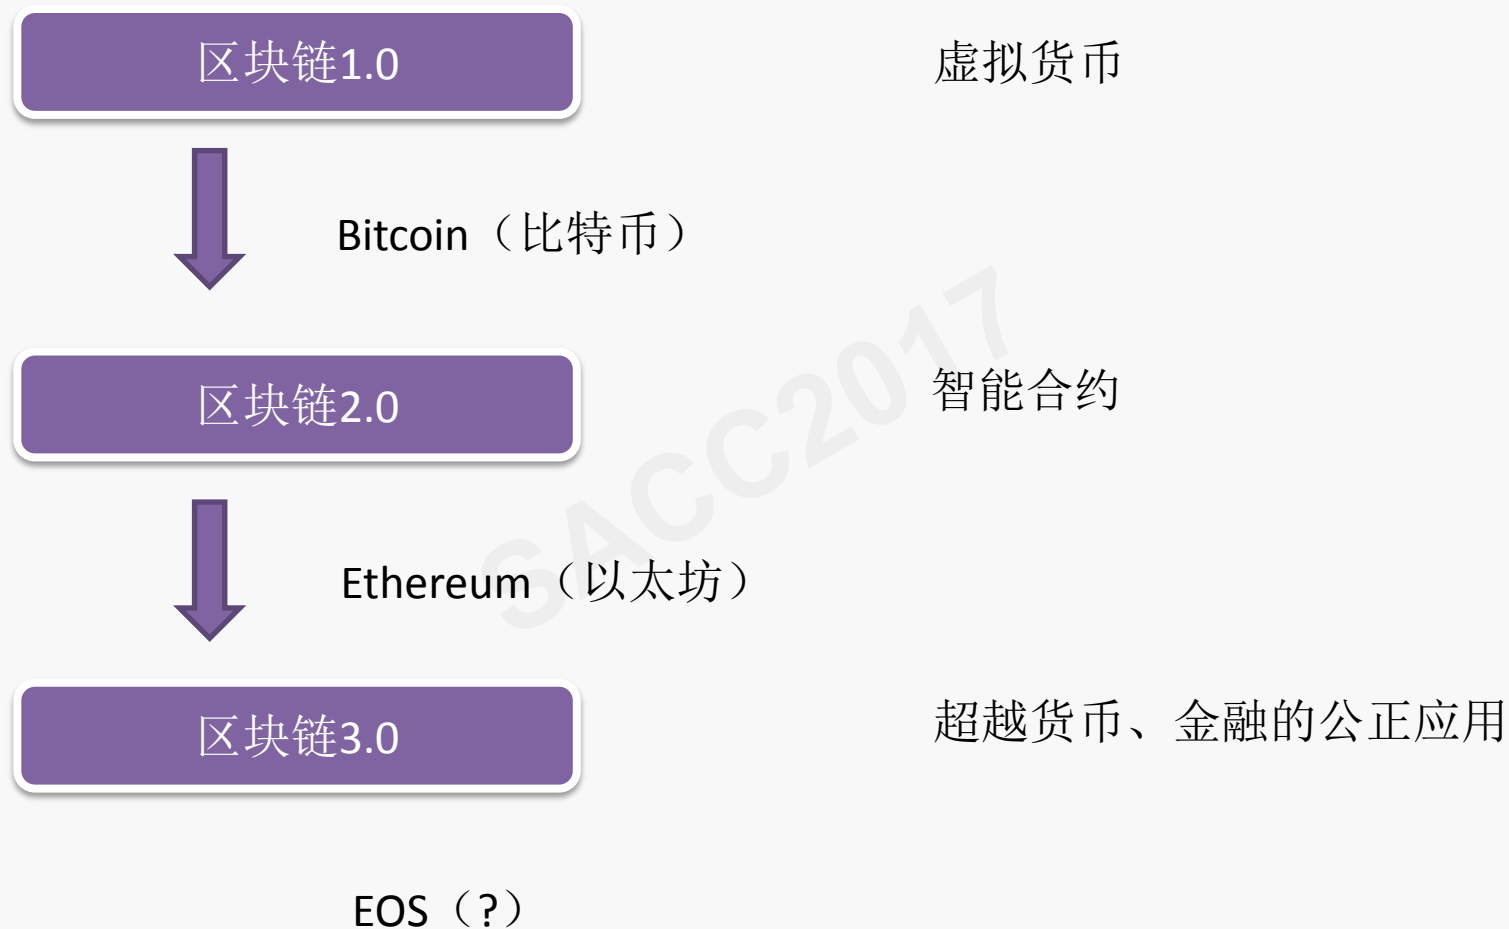 区块链1.0
虚拟货币
Bitcoin（比特币）
区块链2.0
智能合约
Ethereum（以太坊）
区块链3.0
超越货币、金融的公正应用
EOS（?）
SACC2017